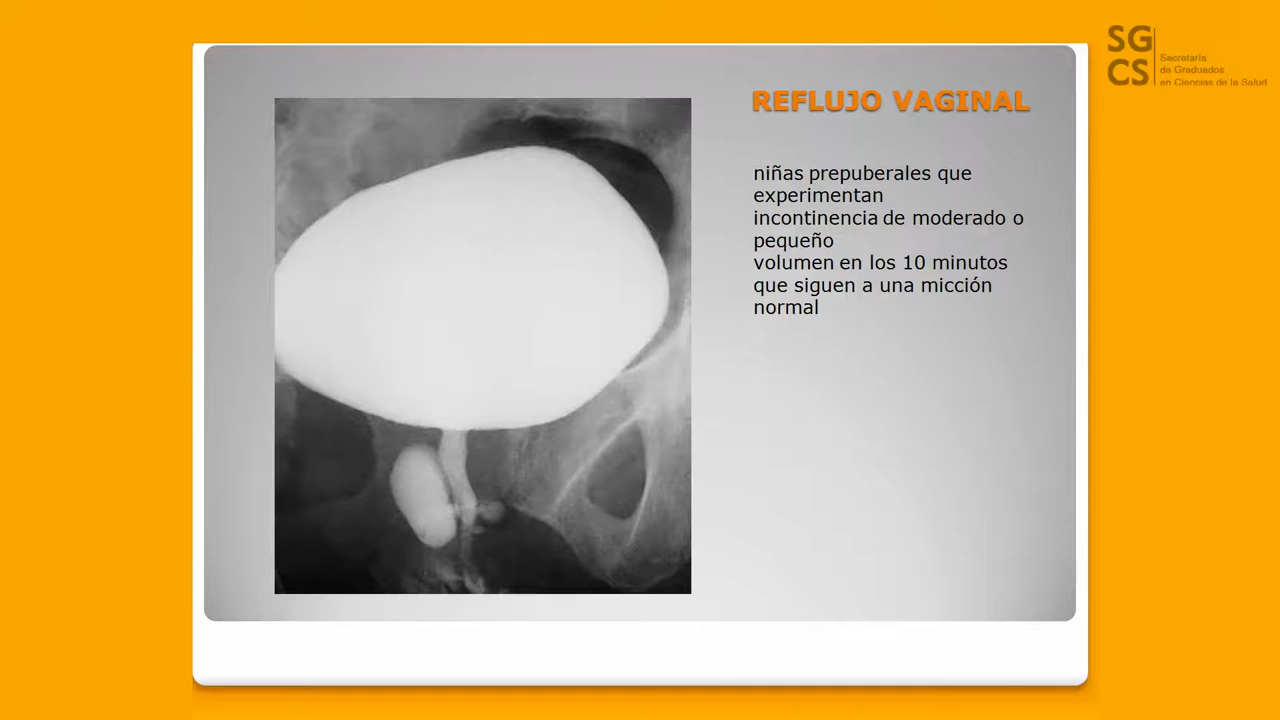 SG
CS
Secretaría
de Graduados
en Ciencias de la Salud
REFLUJO VAGINAL
niñas prepuberales que
experimentan
incontinencia de moderado o
pequeño
volumen en los 10 minutos
que siguen a una micción
normal